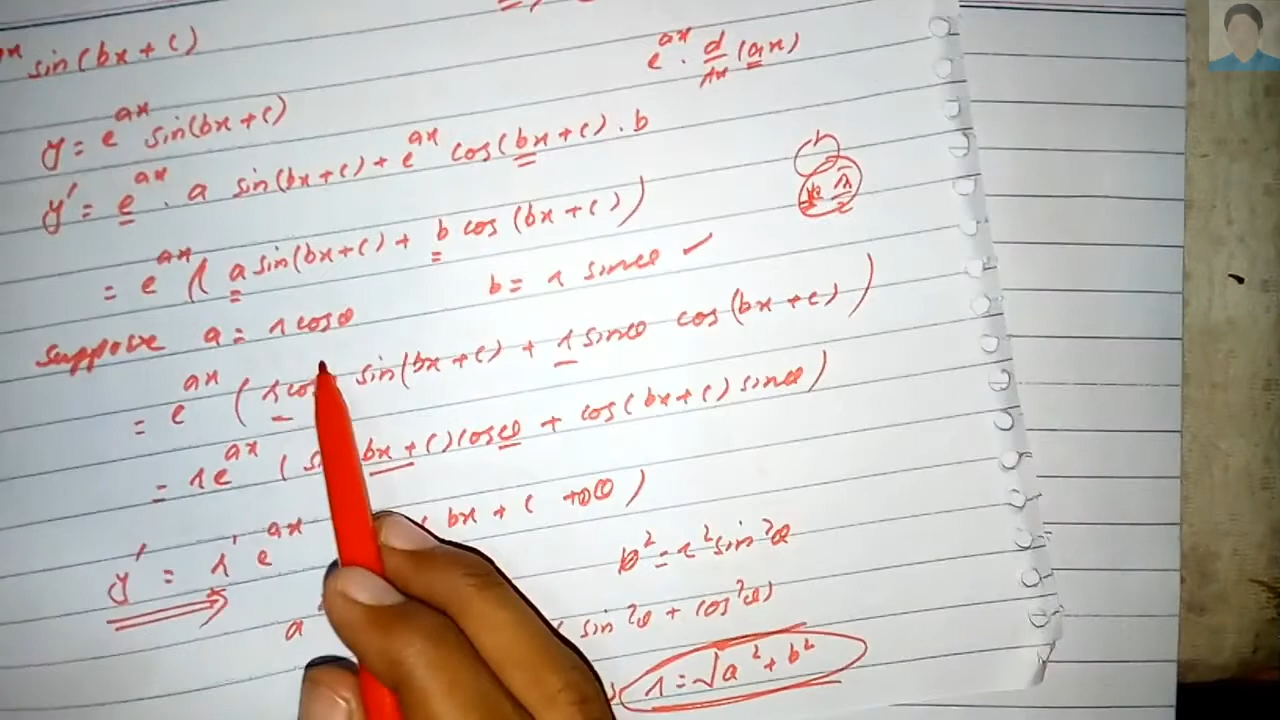 sin(bx+c)
e^ax . d/dx (ax)
y = e^ax sin(bx+c)
y' = e^ax . a sin(bx+c) + e^ax cos(bx+c) . b
= e^ax ( a sin(bx+c) + b cos(bx+c) )
suppose a = r cosθ b = r sinθ ✓
= e^ax ( r cos sin(bx+c) + r sinθ cos(bx+c) )
= r e^ax ( bx+c) cosθ + cos(bx+c) sinθ )
y' = r' e^ax bx + c + θ )
b² = r² sin²θ
a sin²θ + cos²θ)
r = √a² + b²